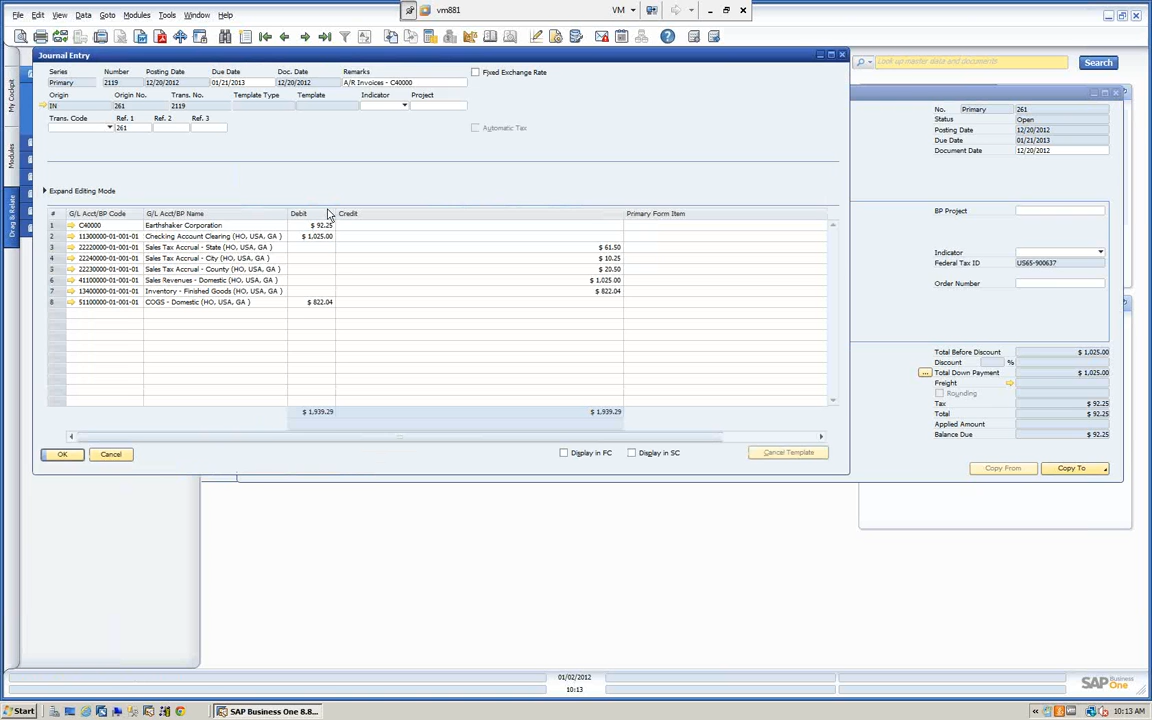 vm881
VM
File Edit View Data Goto Modules Tools Window Help
Look up master data and documents
Search
Journal Entry
Series Number Posting Date Due Date Doc. Date Remarks
Fixed Exchange Rate
Primary 2119 12/20/2012 01/21/2013 12/20/2012 A/R Invoices - C40000
Origin Origin No. Trans. No. Template Type Template Indicator Project
IN 261 2119
Trans. Code Ref. 1 Ref. 2 Ref. 3
261
Automatic Tax
Expand Editing Mode
# G/L Acct/BP Code G/L Acct/BP Name Debit Credit Primary Form Item
1 C40000 Earthshaker Corporation $ 92.25
2 11300000-01-001-01 Checking Account Clearing (HO, USA, GA ) $ 1,025.00
3 22220000-01-001-01 Sales Tax Accrual - State (HO, USA, GA ) $ 61.50
4 22240000-01-001-01 Sales Tax Accrual - City (HO, USA, GA ) $ 10.25
5 22230000-01-001-01 Sales Tax Accrual - County (HO, USA, GA ) $ 20.50
6 41100000-01-001-01 Sales Revenues - Domestic (HO, USA, GA ) $ 1,025.00
7 13400000-01-001-01 Inventory - Finished Goods (HO, USA, GA ) $ 822.04
8 51100000-01-001-01 COGS - Domestic (HO, USA, GA ) $ 822.04
$ 1,939.29 $ 1,939.29
Display in FC Display in SC Cancel Template
OK Cancel
My Cockpit
Modules
Drag & Relate
No. Primary 261
Status Open
Posting Date 12/20/2012
Due Date 01/21/2013
Document Date 12/20/2012
BP Project
Indicator
Federal Tax ID US65-900637
Order Number
Total Before Discount $ 1,025.00
Discount %
... Total Down Payment $ 1,025.00
Freight
Rounding
Tax $ 92.25
Total $ 92.25
Applied Amount
Balance Due $ 92.25
Copy From Copy To
01/02/2012
10:13
SAP Business One
Start
SAP Business One 8.8...
10:13 AM